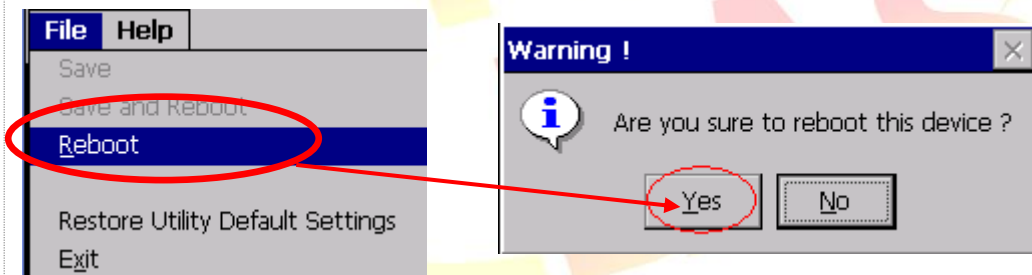 File Help
Save
Save and Reboot
Reboot
Restore Utility Default Settings
Exit
Warning !
Are you sure to reboot this device ?
Yes No